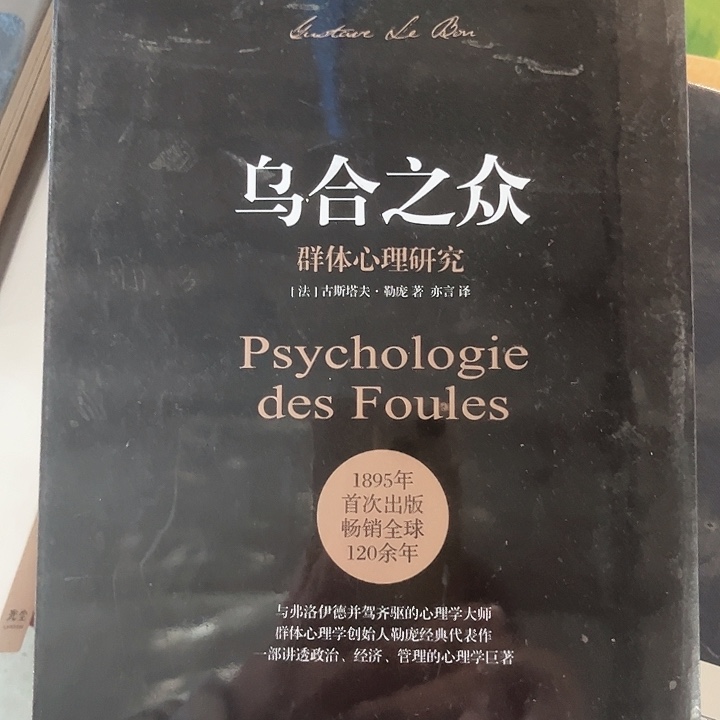 Gustave Le Bon
乌合之众
群体心理研究
[法]古斯塔夫·勒庞 著 亦言 译
Psychologie
des Foules
1895年
首次出版
畅销全球
120余年
与弗洛伊德并驾齐驱的心理学大师
群体心理学创始人勒庞经典代表作
一部讲透政治、经济、管理的心理学巨著